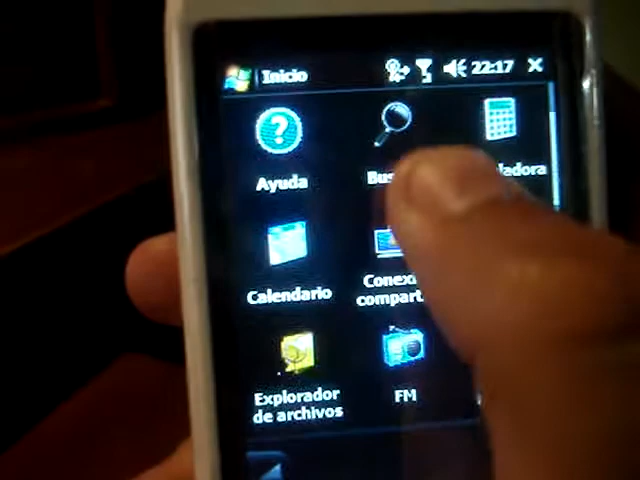 Inicio 22:17
Ayuda
Calendario
Explorador
de archivos
FM